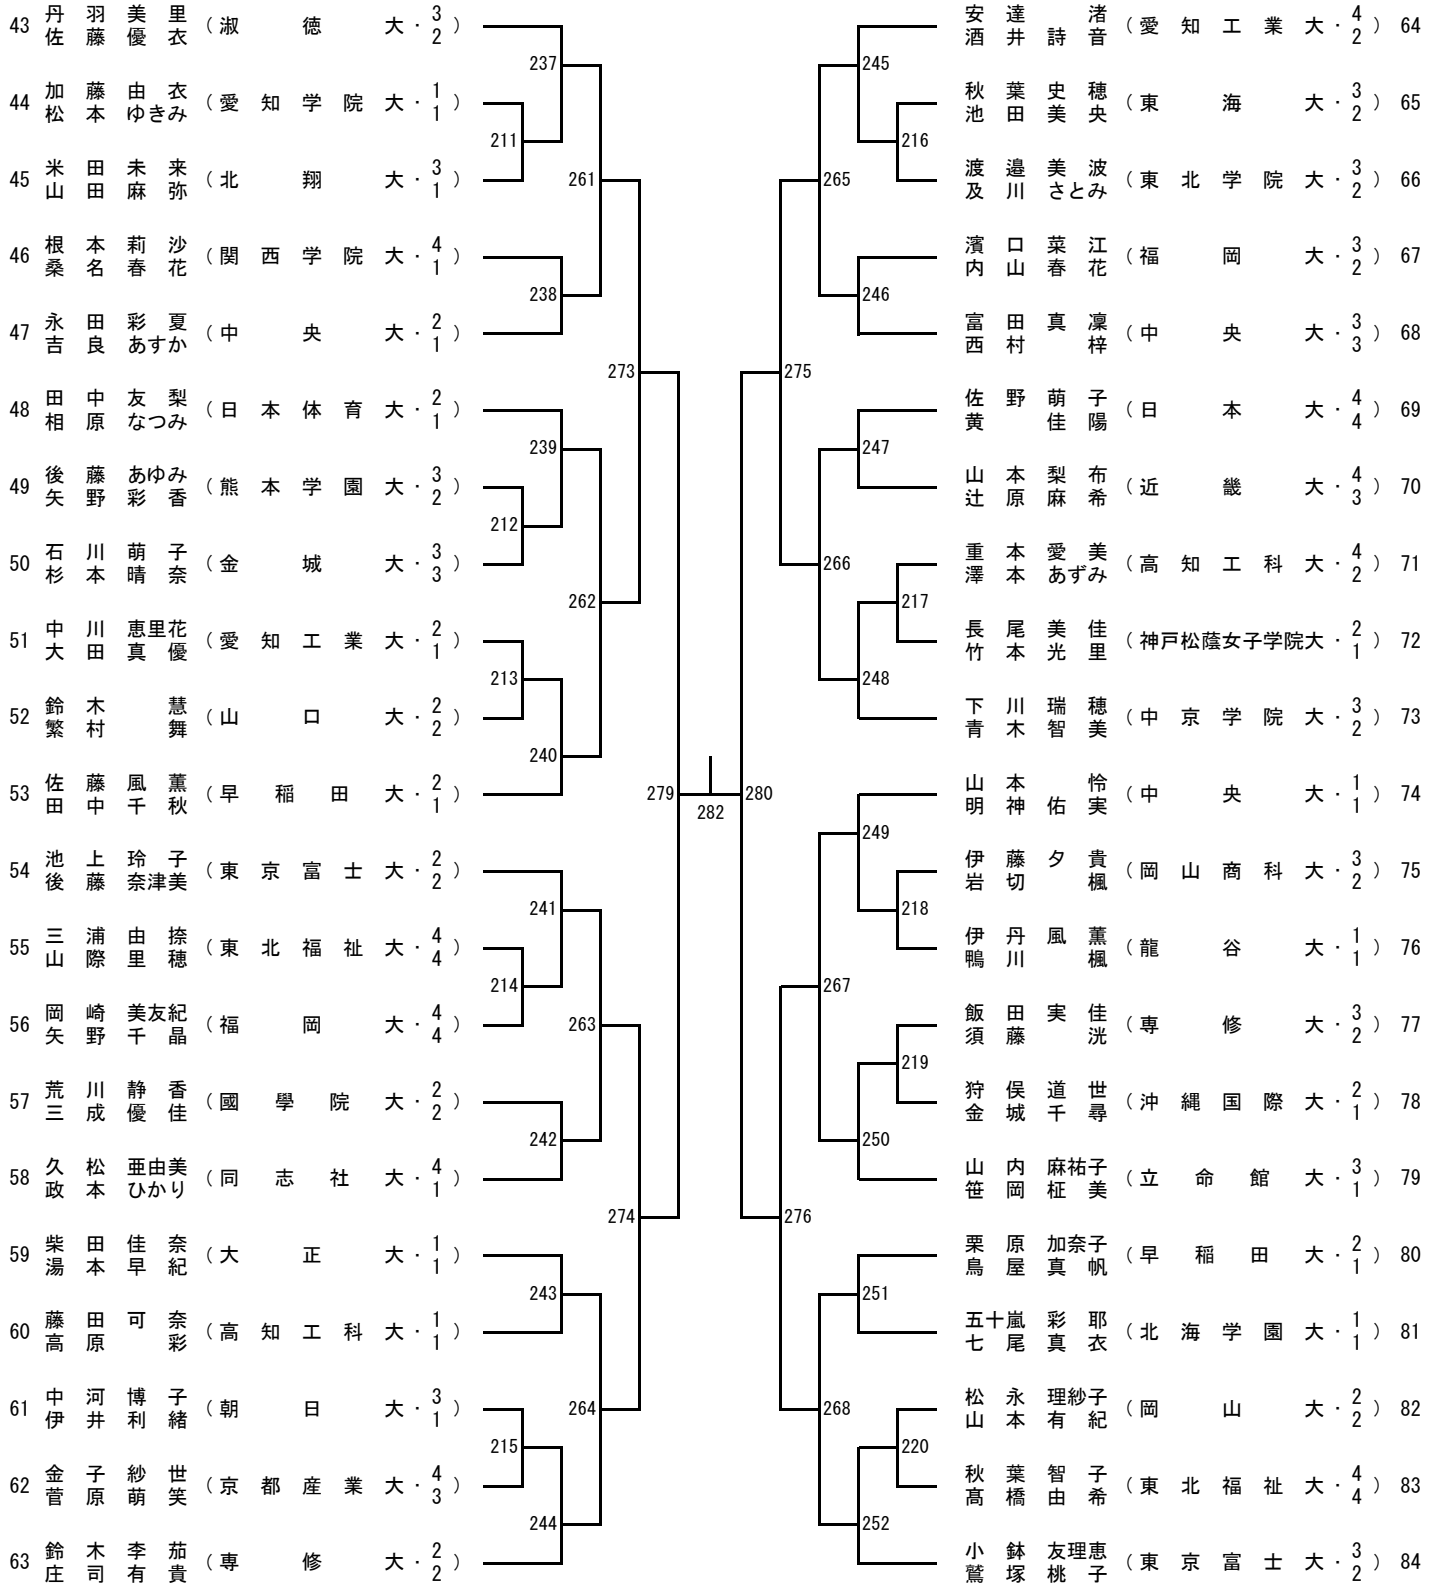 43 丹羽美里 佐藤優衣 （淑徳大・3 2）
44 加藤由衣 松本ゆきみ （愛知学院大・1 1）
45 米田未来 山田麻弥 （北翔大・3 1）
46 根本莉沙 桑名春花 （関西学院大・4 1）
47 永田彩夏 吉良あすか （中央大・2 1）
48 田中友梨 相原なつみ （日本体育大・2 1）
49 後藤あゆみ 矢野彩香 （熊本学園大・3 2）
50 石川萌子 杉本晴奈 （金城大・3 3）
51 中川恵里花 大田真優 （愛知工業大・2 1）
52 鈴木慧 繁村舞 （山口大・2 2）
53 佐藤風薫 田中千秋 （早稲田大・2 1）
54 池上玲子 後藤奈津美 （東京富士大・2 2）
55 三浦由捺 山際里穂 （東北福祉大・4 4）
56 岡崎美友紀 矢野千晶 （福岡大・4 4）
57 荒川静香 三成優佳 （國學院大・2 2）
58 久松亜由美 政本ひかり （同志社大・4 1）
59 柴田佳奈 湯本早紀 （大正大・1 1）
60 藤田可奈 高原彩 （高知工科大・1 1）
61 中河博子 伊井利緒 （朝日大・3 1）
62 金子紗世 菅原萌笑 （京都産業大・4 3）
63 鈴木李茄 庄司有貴 （専修大・2 2）
237
211
261
238
273
239
212
262
213
240
279
241
214
263
242
274
243
264
215
244
282
280
245
216
265
246
275
247
266
217
248
249
218
267
219
250
276
251
268
220
252
安達渚 酒井詩音 （愛知工業大・4 2） 64
秋葉史穂 池田美央 （東海大・3 2） 65
渡邉美波 及川さとみ （東北学院大・3 2） 66
濱口菜江 内山春花 （福岡大・3 2） 67
富田真凜 西村梓 （中央大・3 3） 68
佐野萌子 黄佳陽 （日本大・4 4） 69
山本梨布 辻原麻希 （近畿大・4 3） 70
重本愛美 澤本あずみ （高知工科大・4 2） 71
長尾美佳 竹本光里 （神戸松蔭女子学院大・2 1） 72
下川瑞穂 青木智美 （中京学院大・3 2） 73
山本怜 明神佑実 （中央大・1 1） 74
伊藤夕貴 岩切楓 （岡山商科大・3 2） 75
伊丹風薫 鴨川楓 （龍谷大・1 1） 76
飯田実佳 須藤洸 （専修大・3 2） 77
狩俣道世 金城千尋 （沖縄国際大・2 1） 78
山内麻祐子 笹岡柾美 （立命館大・3 1） 79
栗原加奈子 鳥屋真帆 （早稲田大・2 1） 80
五十嵐彩耶 七尾真衣 （北海学園大・1 1） 81
松永理紗子 山本有紀 （岡山大・2 2） 82
秋葉智子 髙橋由希 （東北福祉大・4 4） 83
小鉢友理恵 鷲塚桃子 （東京富士大・3 2） 84